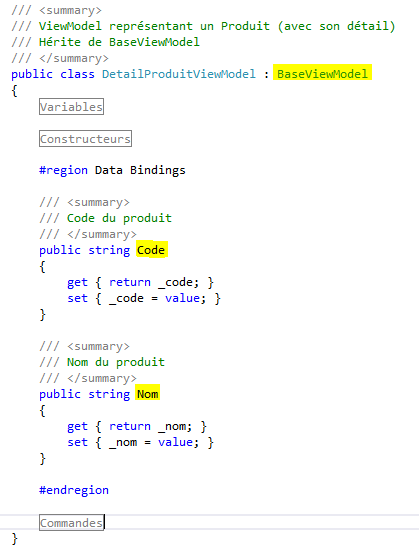 /// <summary>
/// ViewModel représentant un Produit (avec son détail)
/// Hérite de BaseViewModel
/// </summary>
public class DetailProduitViewModel : BaseViewModel
{
Variables
Constructeurs
#region Data Bindings
/// <summary>
/// Code du produit
/// </summary>
public string Code
{
get { return _code; }
set { _code = value; }
}
/// <summary>
/// Nom du produit
/// </summary>
public string Nom
{
get { return _nom; }
set { _nom = value; }
}
#endregion
Commandes
}